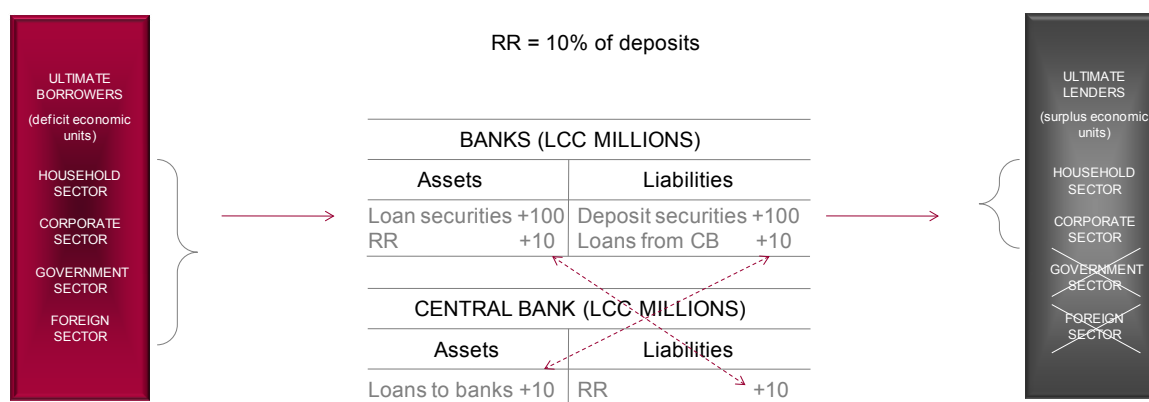 RR = 10% of deposits
ULTIMATE
BORROWERS
(deficit economic
units)
HOUSEHOLD
SECTOR
CORPORATE
SECTOR
GOVERNMENT
SECTOR
FOREIGN
SECTOR
BANKS (LCC MILLIONS)
Assets Liabilities
Loan securities +100 Deposit securities +100
RR +10 Loans from CB +10
CENTRAL BANK (LCC MILLIONS)
Assets Liabilities
Loans to banks +10 RR +10
ULTIMATE
LENDERS
(surplus economic
units)
HOUSEHOLD
SECTOR
CORPORATE
SECTOR
GOVERNMENT
SECTOR
FOREIGN
SECTOR